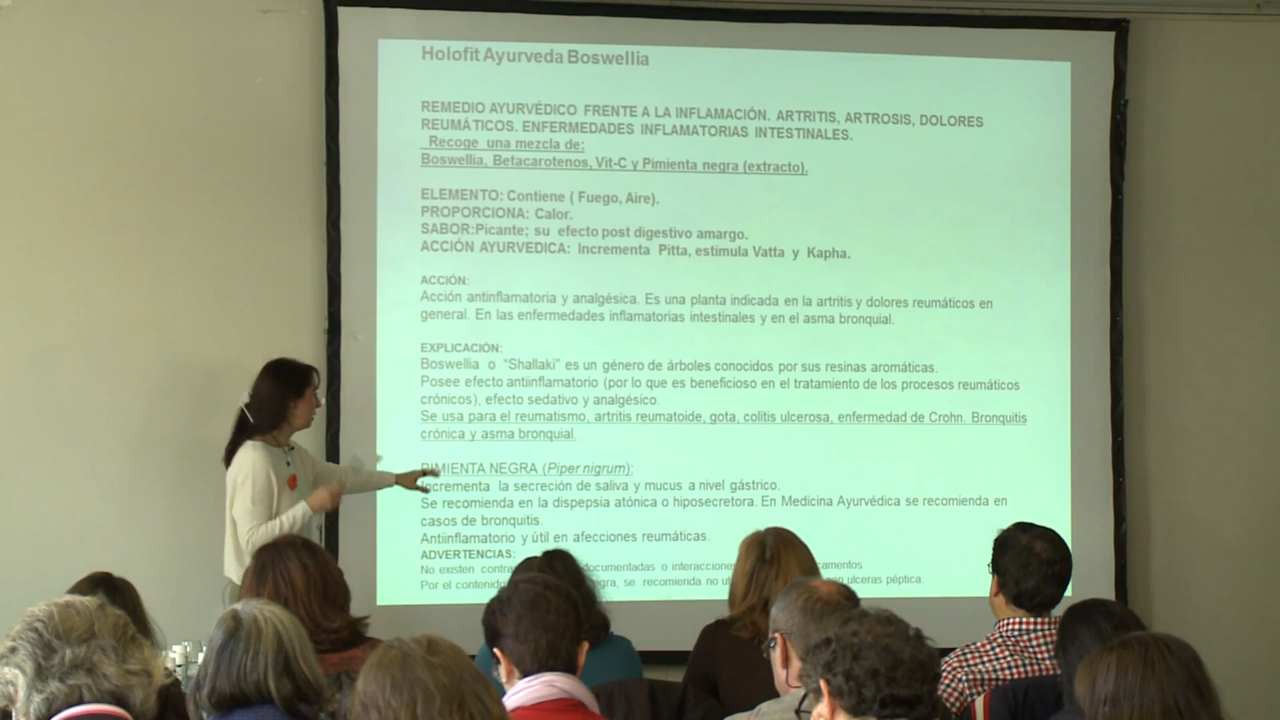 Holofit Ayurveda Boswellia
REMEDIO AYURVÉDICO FRENTE A LA INFLAMACIÓN. ARTRITIS, ARTROSIS, DOLORES
REUMÁTICOS. ENFERMEDADES INFLAMATORIAS INTESTINALES.
Recoge una mezcla de:
Boswellia, Betacarotenos, Vit-C y Pimienta negra (extracto).
ELEMENTO: Contiene ( Fuego, Aire).
PROPORCIONA: Calor.
SABOR:Picante; su efecto post digestivo amargo.
ACCIÓN AYURVEDICA: Incrementa Pitta, estimula Vatta y Kapha.
ACCIÓN:
Acción antinflamatoria y analgésica. Es una planta indicada en la artritis y dolores reumáticos en
general. En las enfermedades inflamatorias intestinales y en el asma bronquial.
EXPLICACIÓN:
Boswellia o "Shallaki" es un género de árboles conocidos por sus resinas aromáticas.
Posee efecto antiinflamatorio (por lo que es beneficioso en el tratamiento de los procesos reumáticos
crónicos), efecto sedativo y analgésico.
Se usa para el reumatismo, artritis reumatoide, gota, colitis ulcerosa, enfermedad de Crohn. Bronquitis
crónica y asma bronquial.
PIMIENTA NEGRA (Piper nigrum):
Incrementa la secreción de saliva y mucus a nivel gástrico.
Se recomienda en la dispepsia atónica o hiposecretora. En Medicina Ayurvédica se recomienda en
casos de bronquitis.
Antiinflamatorio y útil en afecciones reumáticas.
ADVERTENCIAS:
No existen documentadas o
Por el se recomienda no ulceras péptica.